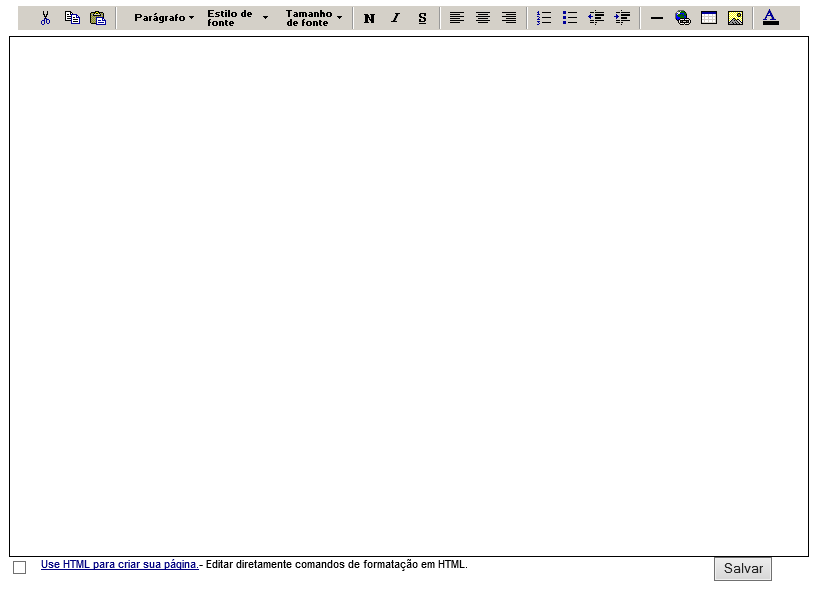 Parágrafo Estilo de fonte Tamanho de fonte N I S
Use HTML para criar sua página.- Editar diretamente comandos de formatação em HTML.
Salvar